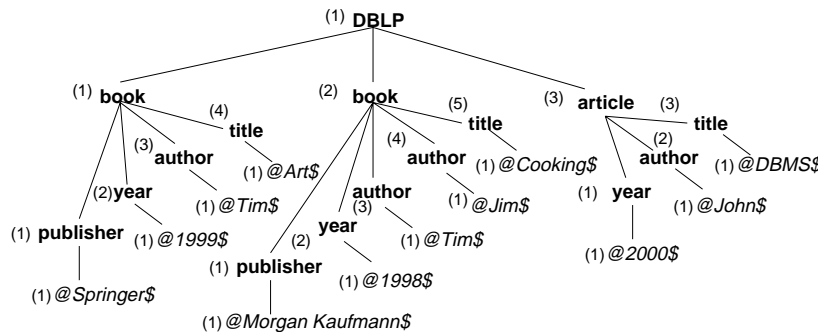 (1) DBLP
(1) book (2) book (3) article
(4) title (5) title (3) title
(3) author (4) author (2) author
(1) @Art$ (1) @Cooking$ (1) @DBMS$
(2) year (3) author (1) year
(1) @Tim$ (1) @Jim$ (1) @John$
(1) publisher (2) year
(1) @1999$ (1) @Tim$ (1) @2000$
(1) publisher
(1) @1998$
(1) @Springer$
(1) @Morgan Kaufmann$